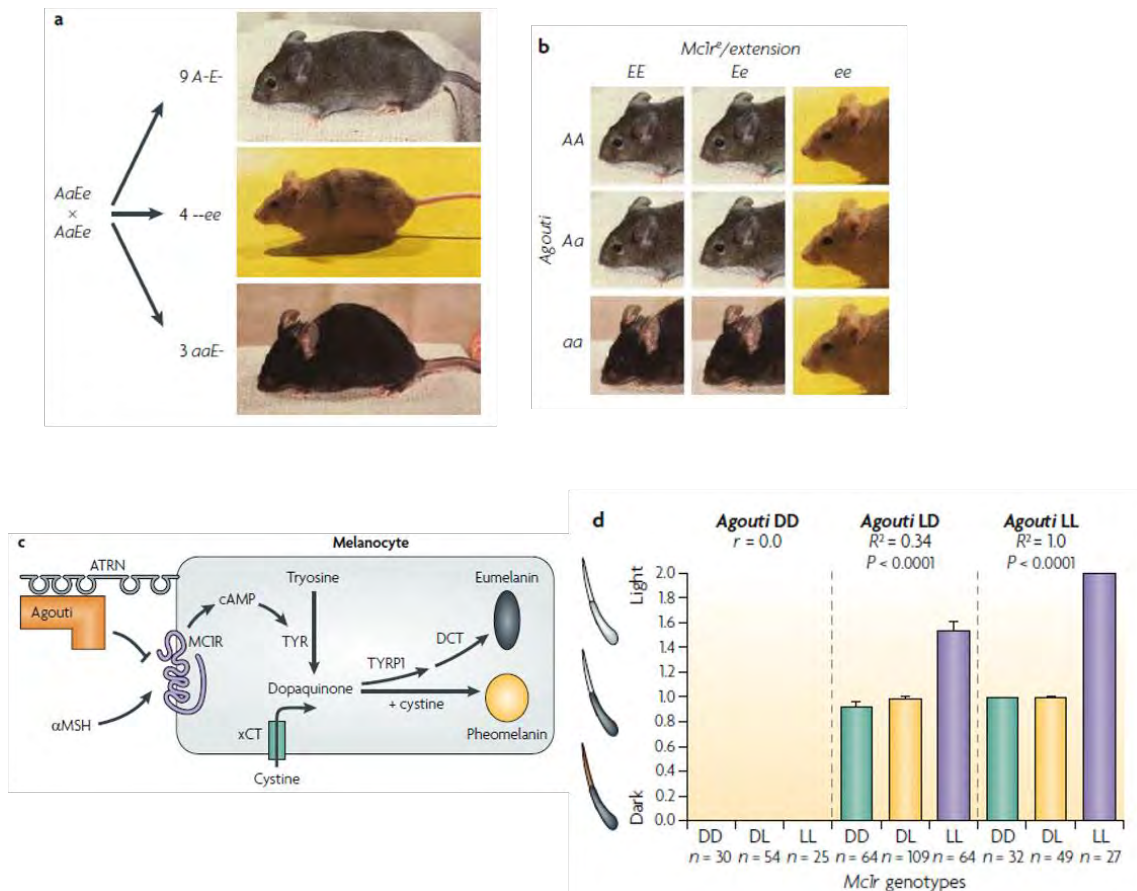 a
9 A-E-
AaEe
×
AaEe
4 --ee
3 aaE-
b
Mc1rᵉ/extension
EE Ee ee
Agouti
AA
Aa
aa
c
Melanocyte
ATRN
Agouti
αMSH
MC1R
cAMP
TYR
Tryosine
Dopaquinone
xCT
Cystine
TYRP1
DCT
+ cystine
Eumelanin
Pheomelanin
d
Agouti DD
r = 0.0
Agouti LD
R² = 0.34
P < 0.0001
Agouti LL
R² = 1.0
P < 0.0001
Light
Dark
2.0
1.8
1.6
1.4
1.2
1.0
0.8
0.6
0.4
0.2
0.0
DD DL LL DD DL LL DD DL LL
n = 30 n = 54 n = 25 n = 64 n = 109 n = 64 n = 32 n = 49 n = 27
Mc1r genotypes